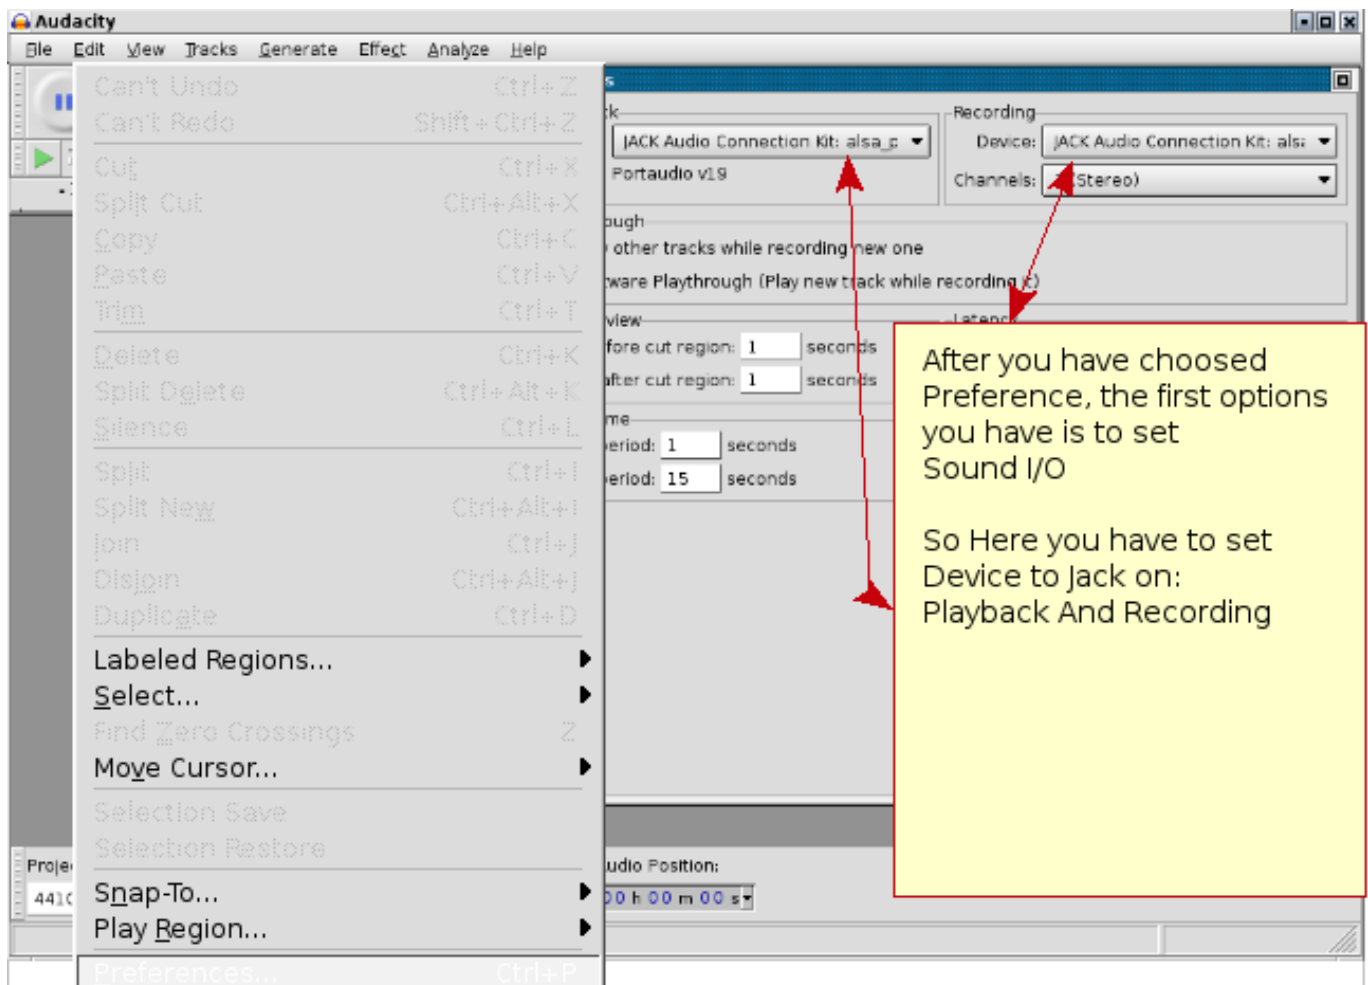 Audacity
File Edit View Tracks Generate Effect Analyze Help
Can't Undo Ctrl+Z
Can't Redo Shift+Ctrl+Z
Cut Ctrl+X
Split Cut Ctrl+Alt+X
Copy Ctrl+C
Paste Ctrl+V
Trim Ctrl+T
Delete Ctrl+K
Split Delete Ctrl+Alt+K
Silence Ctrl+L
Split Ctrl+I
Split New Ctrl+Alt+I
Join Ctrl+J
Disjoin Ctrl+Alt+J
Duplicate Ctrl+D
Labeled Regions...
Select...
Find Zero Crossings Z
Move Cursor...
Selection Save
Selection Restore
Snap-To...
Play Region...
Preferences... Ctrl+P
s
k
JACK Audio Connection Kit: alsa_p
Portaudio v19
Recording
Device: JACK Audio Connection Kit: als
Channels: (Stereo)
ough
other tracks while recording new one
ware Playthrough (Play new track while recording it)
view
fore cut region: 1 seconds
after cut region: 1 seconds
me
eriod: 1 seconds
eriod: 15 seconds
Latency
After you have choosed
Preference, the first options
you have is to set
Sound I/O
So Here you have to set
Device to Jack on:
Playback And Recording
Proje
4410
udio Position:
00 h 00 m 00 s